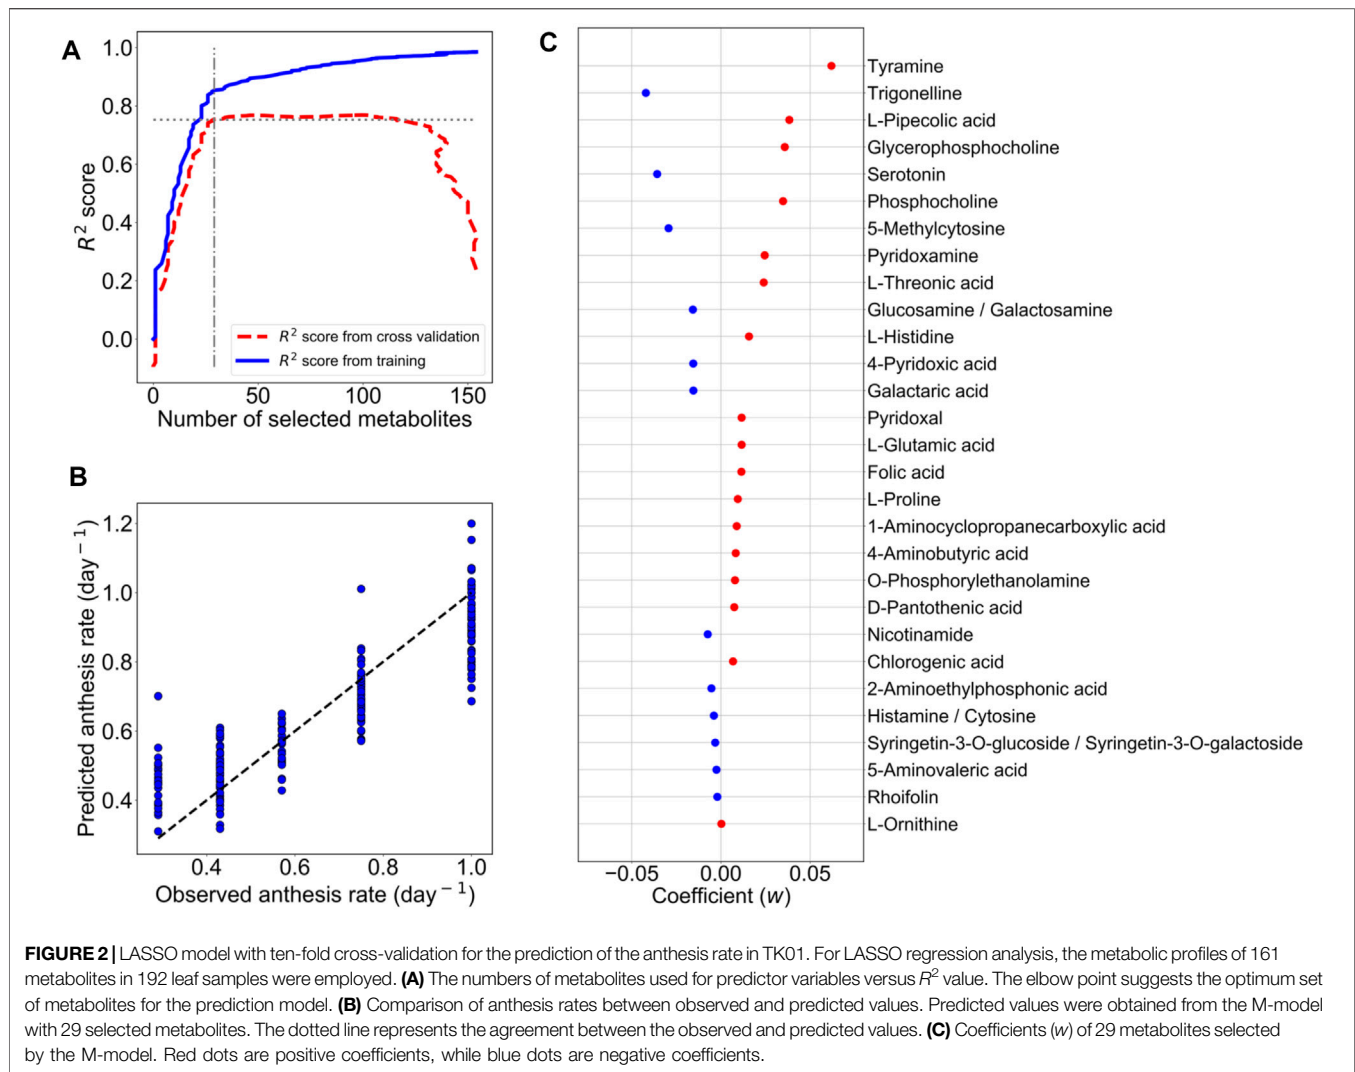 A
1.0
0.8
0.6
0.4
0.2
0.0
R² score
R² score from cross validation
R² score from training
0 50 100 150
Number of selected metabolites
B
1.2
1.0
0.8
0.6
0.4
Predicted anthesis rate (day⁻¹)
0.4 0.6 0.8 1.0
Observed anthesis rate (day⁻¹)
C
Tyramine
Trigonelline
L-Pipecolic acid
Glycerophosphocholine
Serotonin
Phosphocholine
5-Methylcytosine
Pyridoxamine
L-Threonic acid
Glucosamine / Galactosamine
L-Histidine
4-Pyridoxic acid
Galactaric acid
Pyridoxal
L-Glutamic acid
Folic acid
L-Proline
1-Aminocyclopropanecarboxylic acid
4-Aminobutyric acid
O-Phosphorylethanolamine
D-Pantothenic acid
Nicotinamide
Chlorogenic acid
2-Aminoethylphosphonic acid
Histamine / Cytosine
Syringetin-3-O-glucoside / Syringetin-3-O-galactoside
5-Aminovaleric acid
Rhoifolin
L-Ornithine
−0.05 0.00 0.05
Coefficient (w)
FIGURE 2 | LASSO model with ten-fold cross-validation for the prediction of the anthesis rate in TK01. For LASSO regression analysis, the metabolic profiles of 161
metabolites in 192 leaf samples were employed. (A) The numbers of metabolites used for predictor variables versus R² value. The elbow point suggests the optimum set
of metabolites for the prediction model. (B) Comparison of anthesis rates between observed and predicted values. Predicted values were obtained from the M-model
with 29 selected metabolites. The dotted line represents the agreement between the observed and predicted values. (C) Coefficients (w) of 29 metabolites selected
by the M-model. Red dots are positive coefficients, while blue dots are negative coefficients.